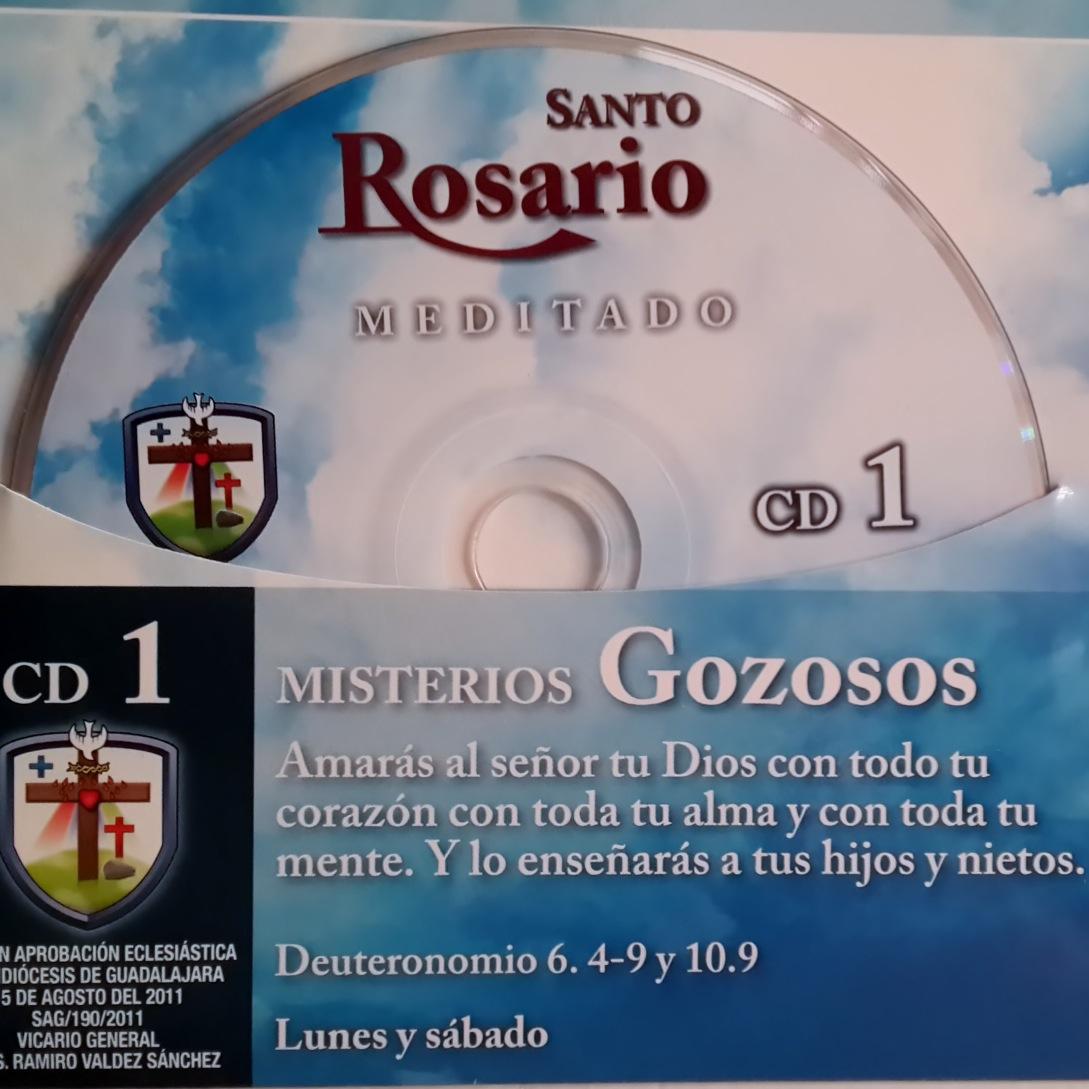 SANTO
Rosario
MEDITADO
CD 1
CD 1
MISTERIOS GOZOSOS
Amarás al señor tu Dios con todo tu
corazón con toda tu alma y con toda tu
mente. Y lo enseñarás a tus hijos y nietos.
Deuteronomio 6. 4-9 y 10.9
Lunes y sábado
N APROBACIÓN ECLESIÁSTICA
DIÓCESIS DE GUADALAJARA
5 DE AGOSTO DEL 2011
SAG/190/2011
VICARIO GENERAL
S. RAMIRO VALDEZ SÁNCHEZ